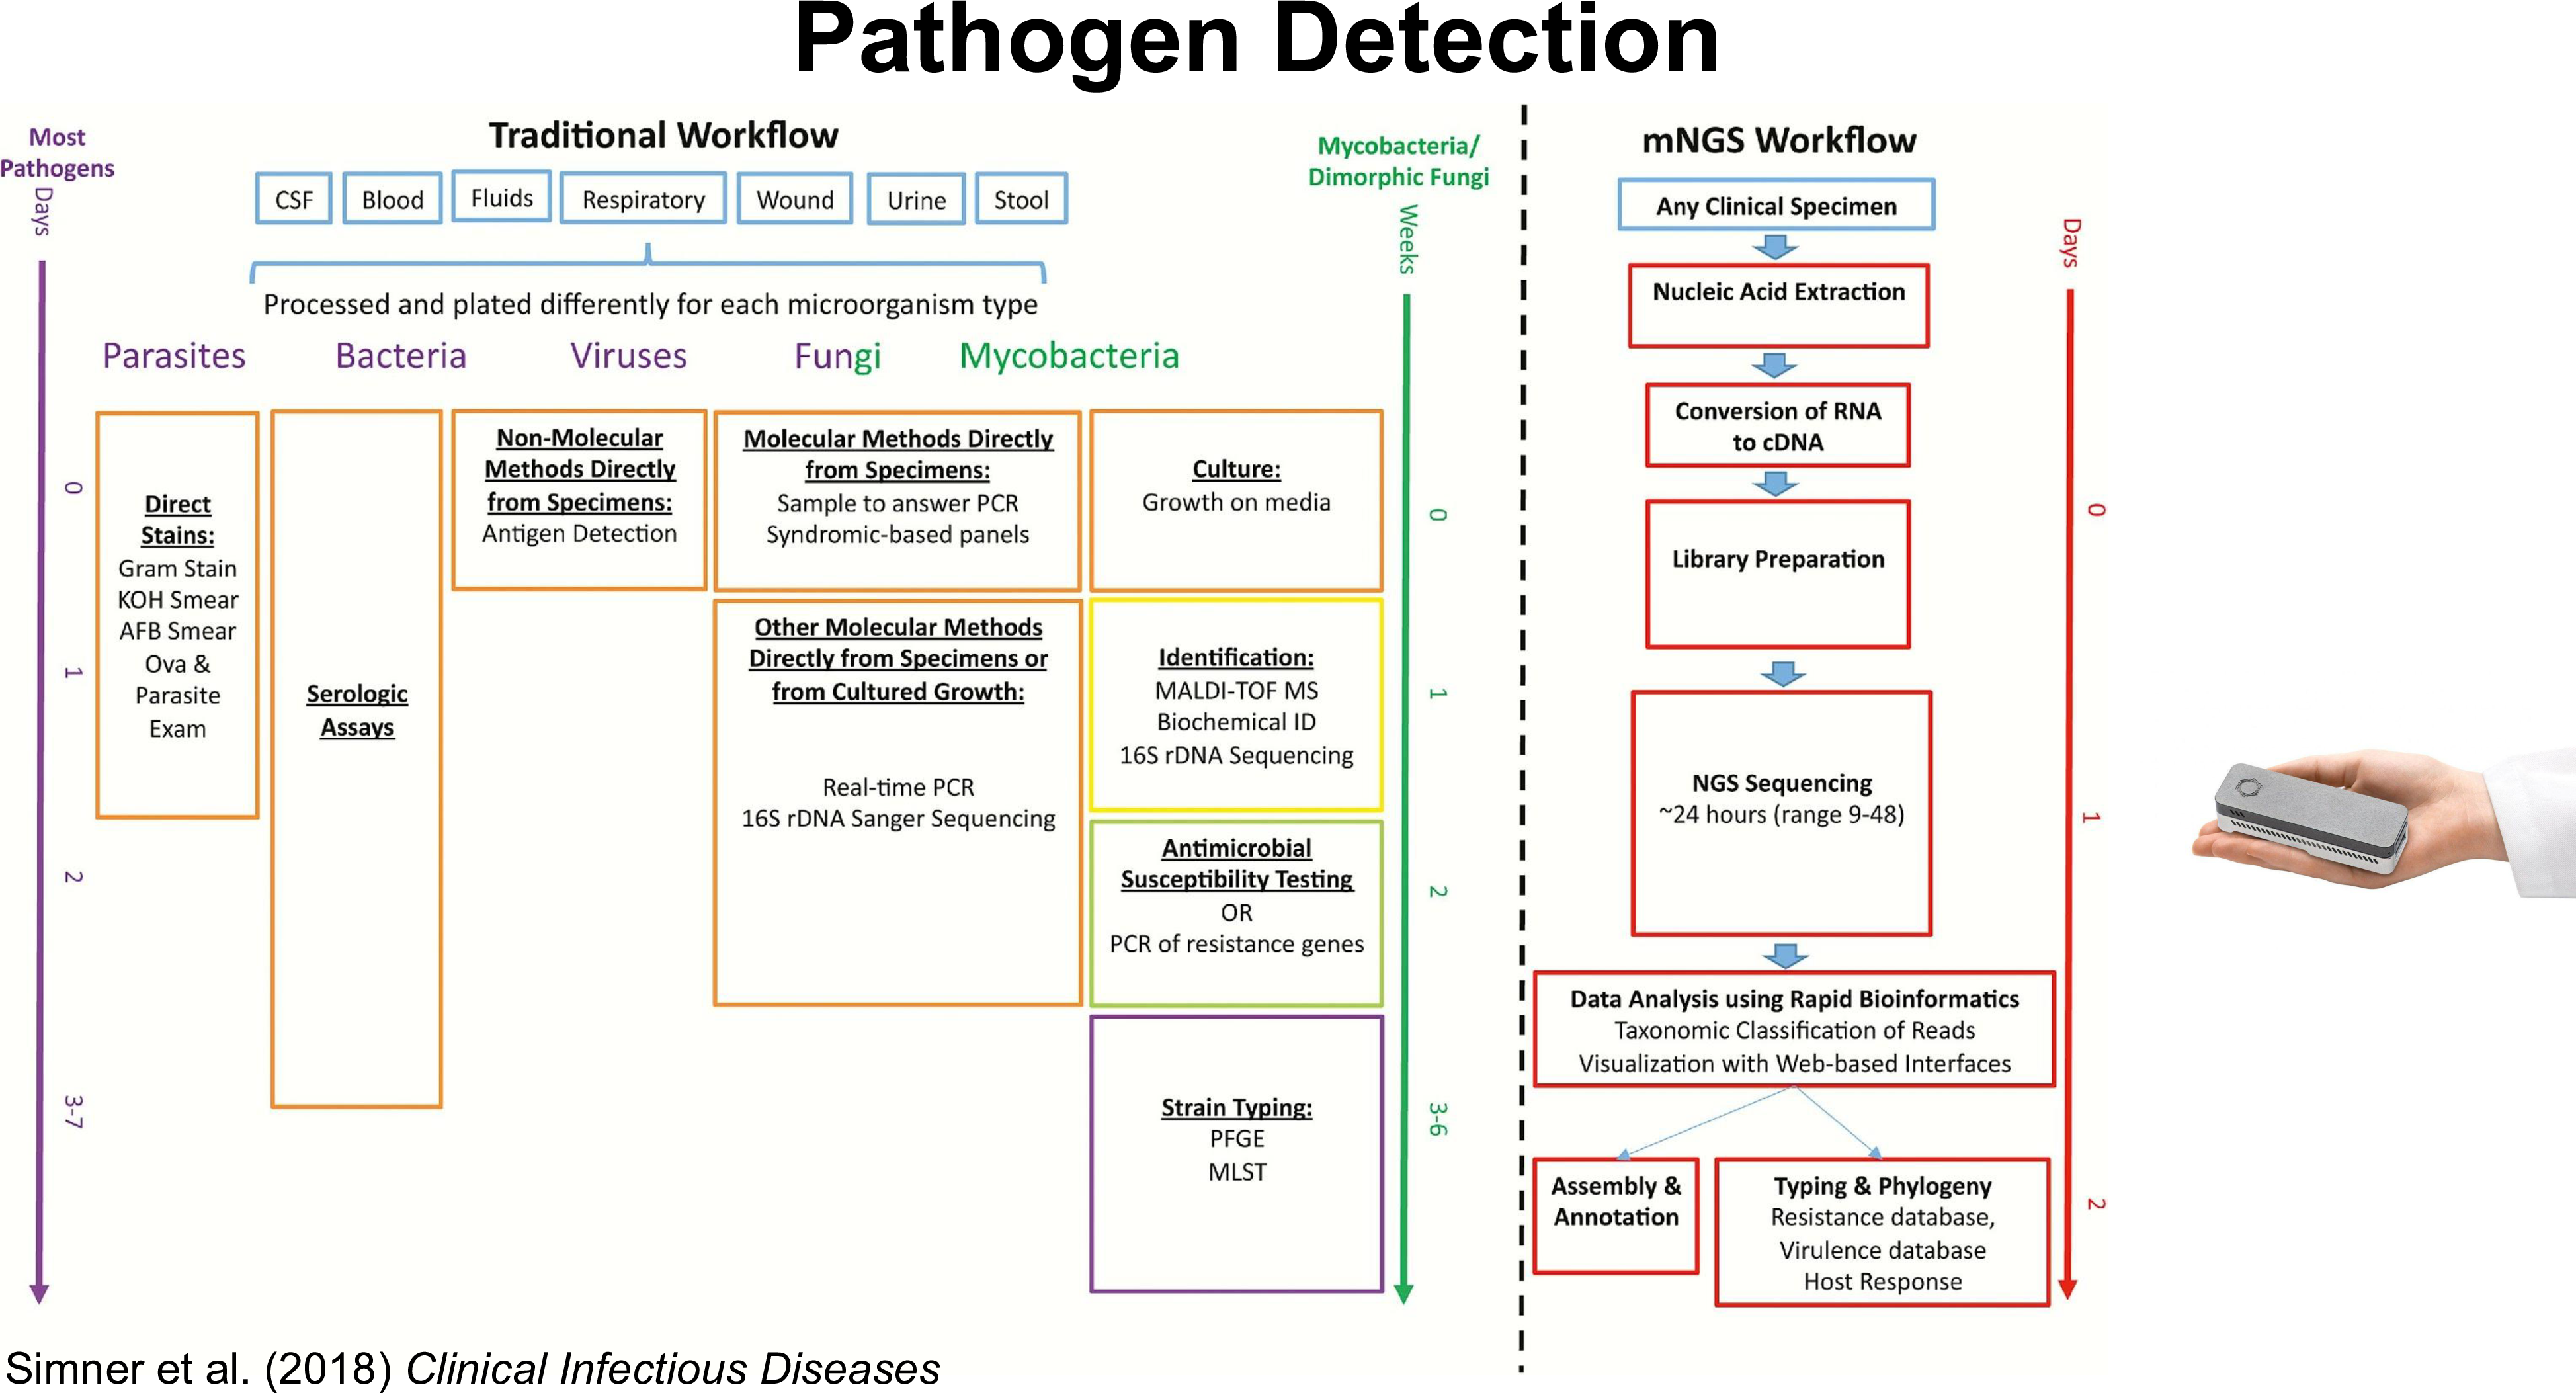 Pathogen Detection
Most
Pathogens
Days
0
1
2
3-7
Traditional Workflow
CSF
Blood
Fluids
Respiratory
Wound
Urine
Stool
Processed and plated differently for each microorganism type
Parasites
Bacteria
Viruses
Fungi
Mycobacteria
Direct
Stains:
Gram Stain
KOH Smear
AFB Smear
Ova &
Parasite
Exam
Serologic
Assays
Non-Molecular
Methods Directly
from Specimens:
Antigen Detection
Molecular Methods Directly
from Specimens:
Sample to answer PCR
Syndromic-based panels
Other Molecular Methods
Directly from Specimens or
from Cultured Growth:
Real-time PCR
16S rDNA Sanger Sequencing
Culture:
Growth on media
Identification:
MALDI-TOF MS
Biochemical ID
16S rDNA Sequencing
Antimicrobial
Susceptibility Testing
OR
PCR of resistance genes
Strain Typing:
PFGE
MLST
Mycobacteria/
Dimorphic Fungi
Weeks
0
1
2
3-6
mNGS Workflow
Any Clinical Specimen
Nucleic Acid Extraction
Conversion of RNA
to cDNA
Library Preparation
NGS Sequencing
~24 hours (range 9-48)
Data Analysis using Rapid Bioinformatics
Taxonomic Classification of Reads
Visualization with Web-based Interfaces
Assembly &
Annotation
Typing & Phylogeny
Resistance database,
Virulence database
Host Response
Days
0
1
2
Simner et al. (2018) Clinical Infectious Diseases